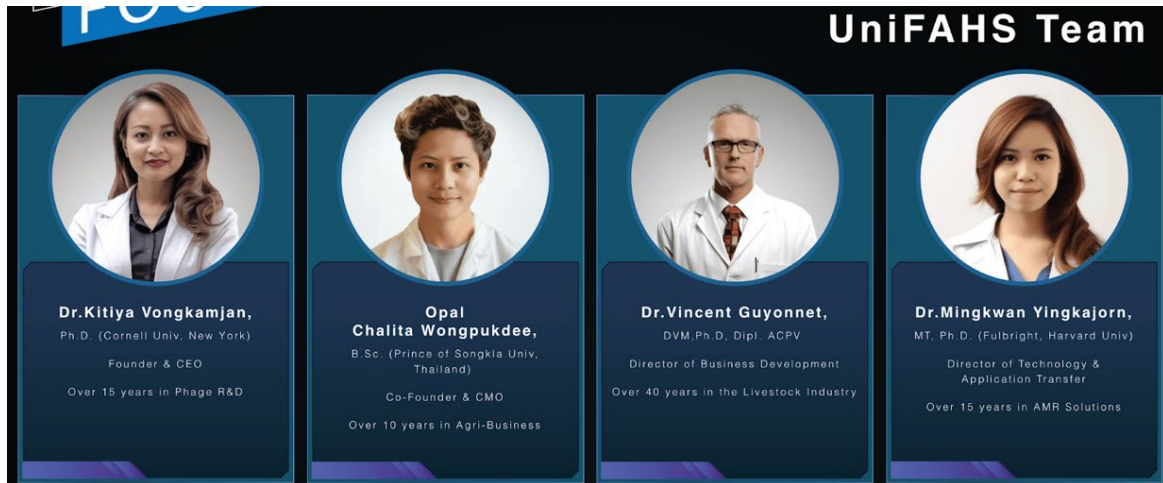 UniFAHS Team
Dr.Kitiya Vongkamjan,
Ph.D. (Cornell Univ, New York)
Founder & CEO
Over 15 years in Phage R&D
Opal
Chalita Wongpukdee,
B.Sc. (Prince of Songkla Univ,
Thailand)
Co-Founder & CMO
Over 10 years in Agri-Business
Dr.Vincent Guyonnet,
DVM,Ph.D, Dipl. ACPV
Director of Business Development
Over 40 years in the Livestock Industry
Dr.Mingkwan Yingkajorn,
MT, Ph.D. (Fulbright, Harvard Univ)
Director of Technology &
Application Transfer
Over 15 years in AMR Solutions